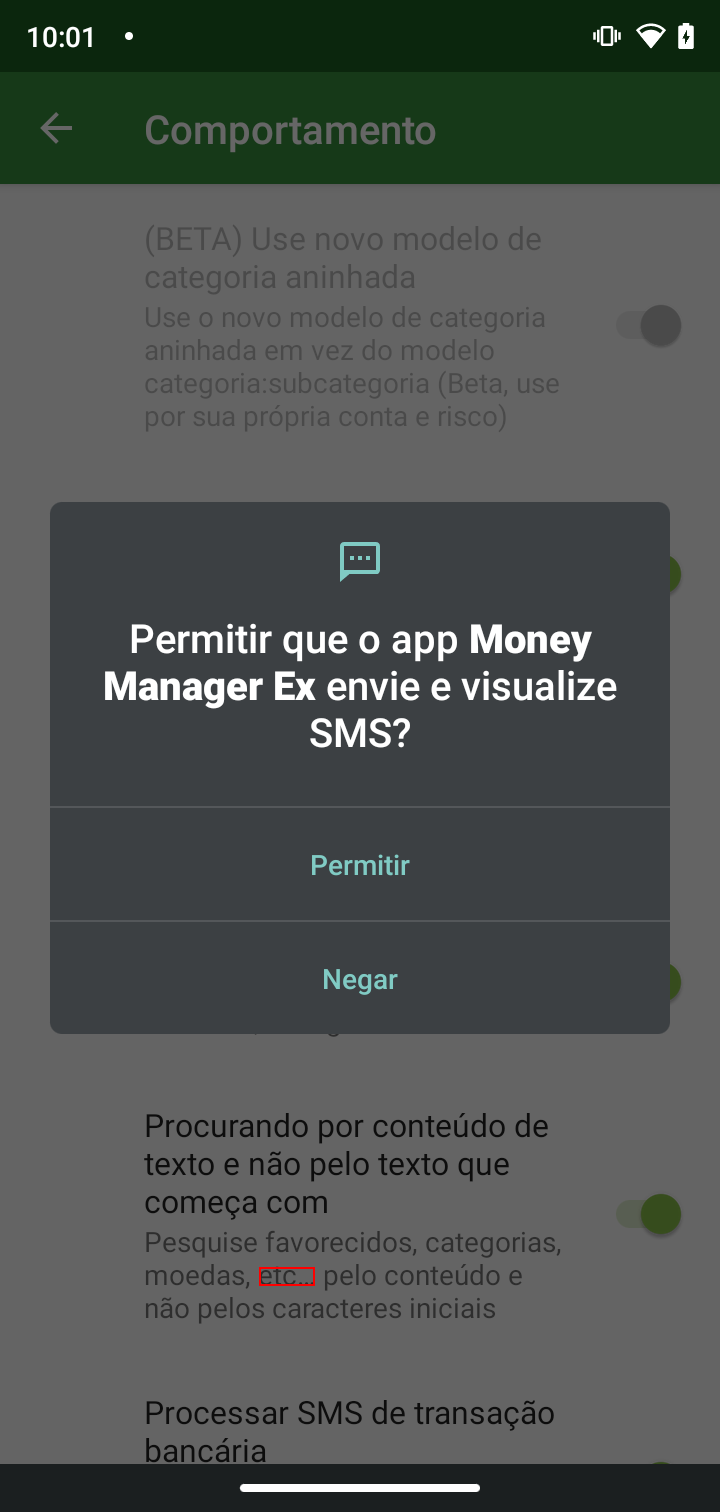 10:01
Comportamento
(BETA) Use novo modelo de
categoria aninhada
Use o novo modelo de categoria
aninhada em vez do modelo
categoria:subcategoria (Beta, use
por sua própria conta e risco)
Permitir que o app Money
Manager Ex envie e visualize
SMS?
Permitir
Negar
Procurando por conteúdo de
texto e não pelo texto que
começa com
Pesquise favorecidos, categorias,
moedas, etc... pelo conteúdo e
não pelos caracteres iniciais
Processar SMS de transação
bancária